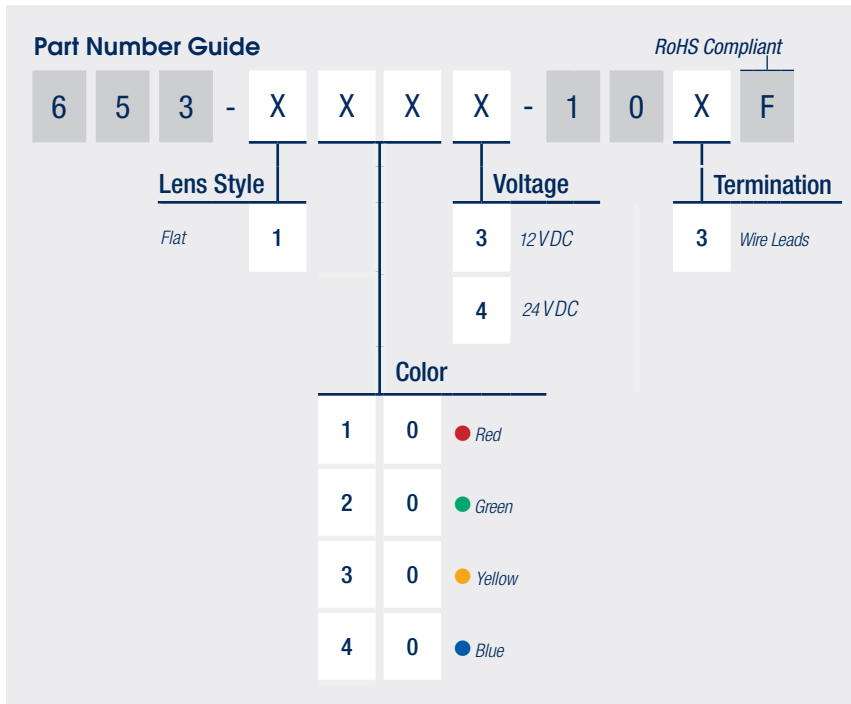 Part Number Guide
RoHS Compliant
6 5 3 - X X X X - 1 0 X F
Lens Style
Voltage
Termination
Flat 1
3 12 VDC
3 Wire Leads
4 24 VDC
Color
1 0 Red
2 0 Green
3 0 Yellow
4 0 Blue